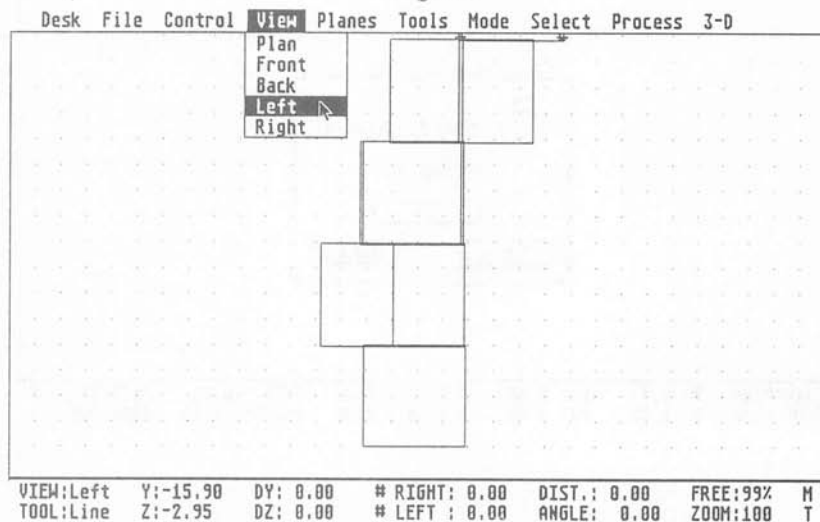 Desk File Control View Planes Tools Mode Select Process 3-D
Plan
Front
Back
Left
Right
VIEW:Left Y:-15.90 DY: 0.00 # RIGHT: 0.00 DIST.: 0.00 FREE:99% M
TOOL:Line Z:-2.95 DZ: 0.00 # LEFT : 0.00 ANGLE: 0.00 ZOOM:100 T